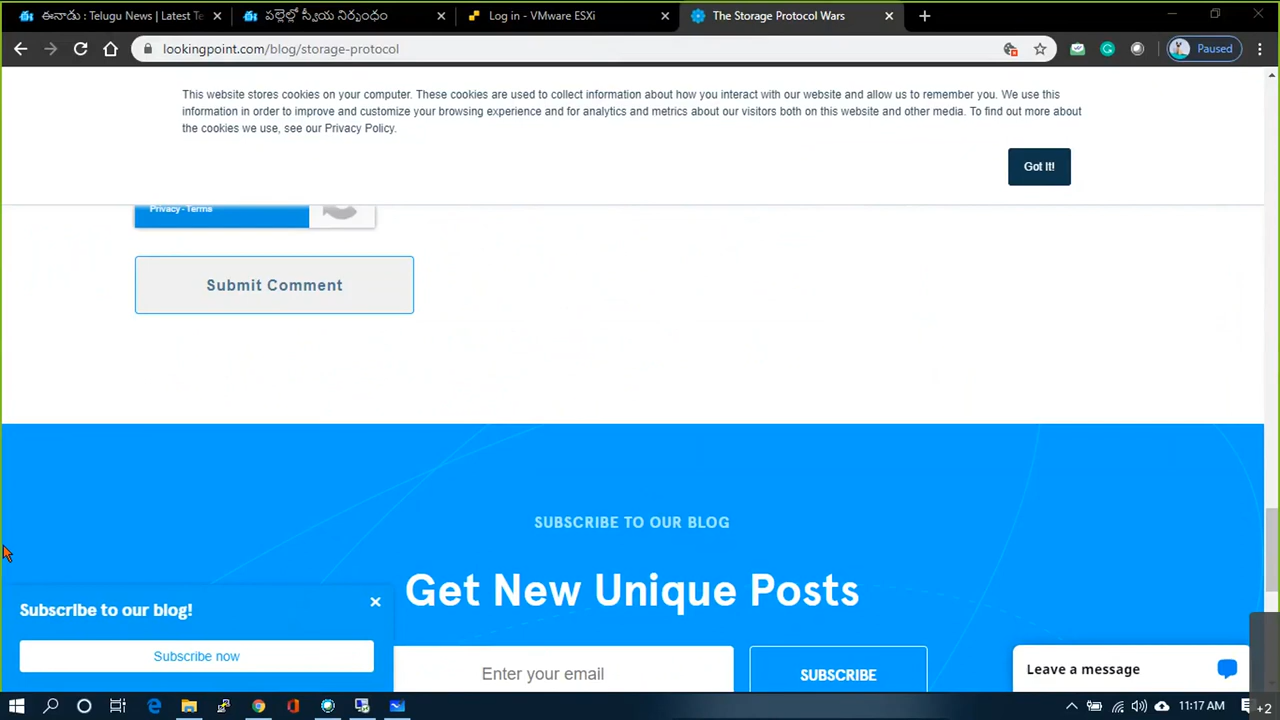 ఈనాడు : Telugu News | Latest Te
పల్లెల్లో స్వీయ నిర్బంధం
Log in - VMware ESXi
The Storage Protocol Wars
lookingpoint.com/blog/storage-protocol
Paused
This website stores cookies on your computer. These cookies are used to collect information about how you interact with our website and allow us to remember you. We use this
information in order to improve and customize your browsing experience and for analytics and metrics about our visitors both on this website and other media. To find out more about
the cookies we use, see our Privacy Policy.
Got It!
Privacy - Terms
Submit Comment
SUBSCRIBE TO OUR BLOG
Get New Unique Posts
Subscribe to our blog!
Subscribe now
Enter your email
SUBSCRIBE
Leave a message
11:17 AM
+2